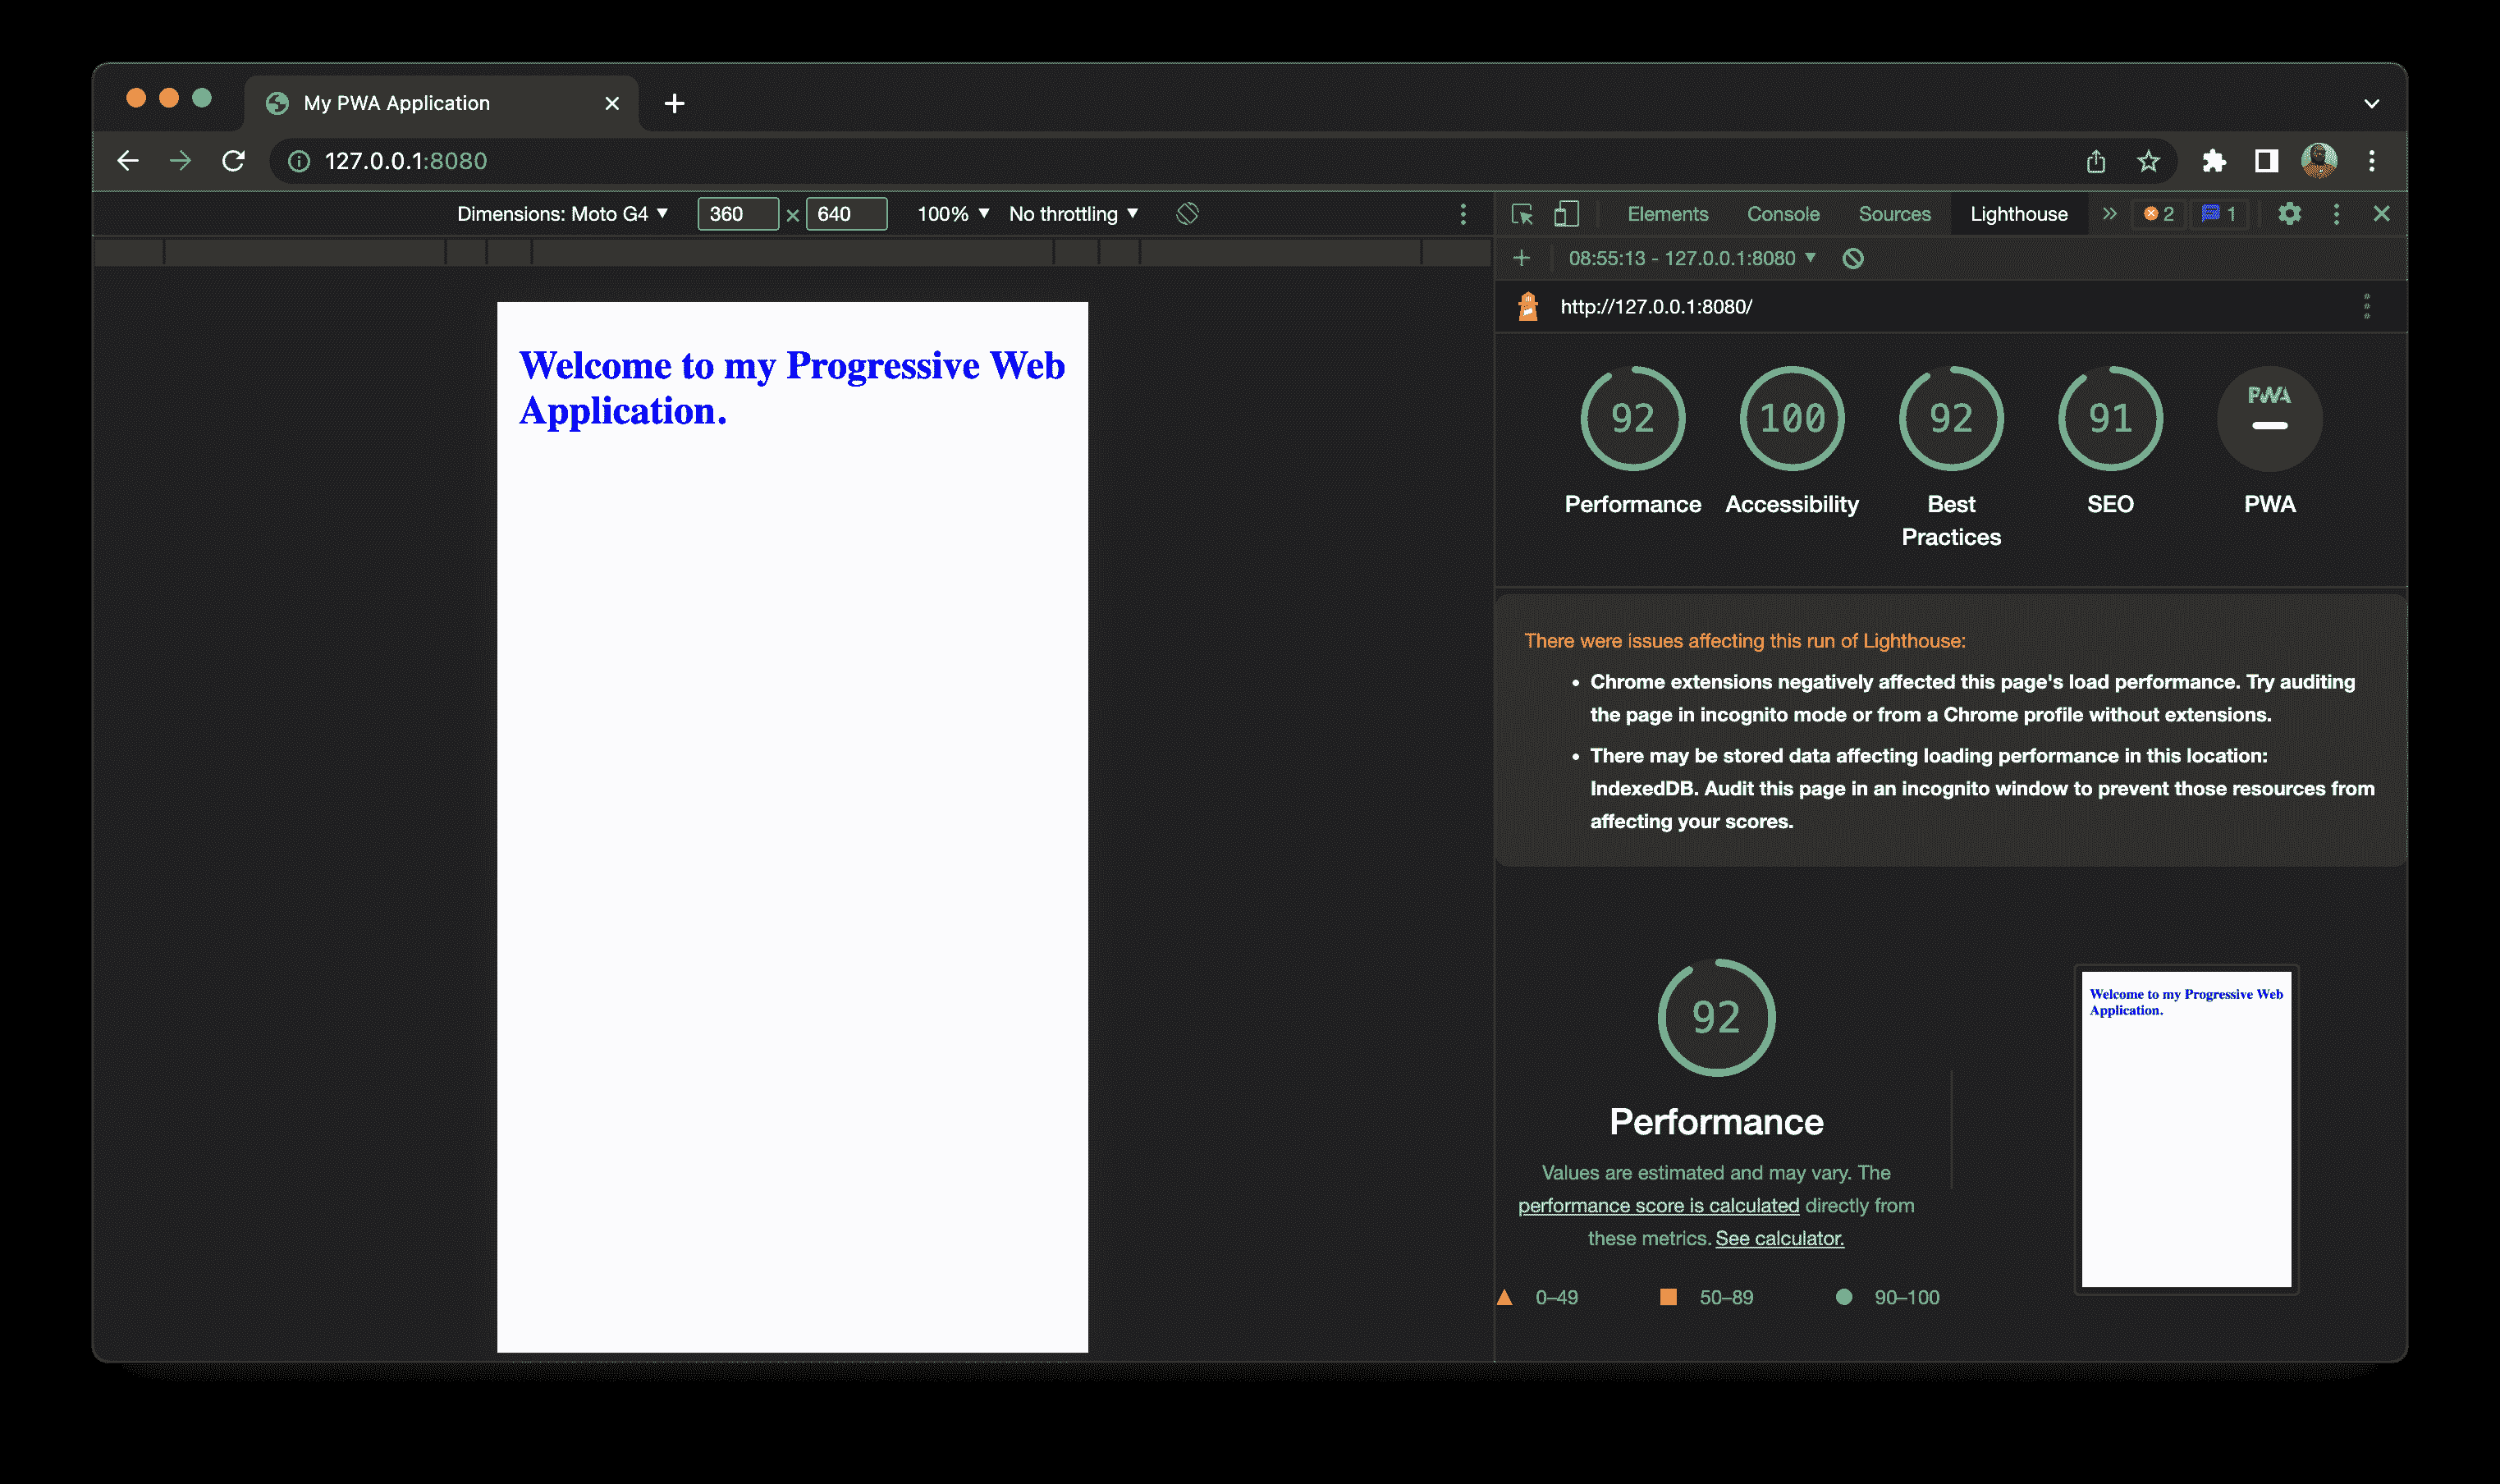 My PWA Application
127.0.0.1:8080
Dimensions: Moto G4 360 × 640 100% No throttling
Elements Console Sources Lighthouse 2 1
08:55:13 - 127.0.0.1:8080
http://127.0.0.1:8080/
Welcome to my Progressive Web
Application.
92 100 92 91 PWA
Performance Accessibility Best SEO PWA
Practices
There were issues affecting this run of Lighthouse:
Chrome extensions negatively affected this page's load performance. Try auditing
the page in incognito mode or from a Chrome profile without extensions.
There may be stored data affecting loading performance in this location:
IndexedDB. Audit this page in an incognito window to prevent those resources from
affecting your scores.
92
Performance
Values are estimated and may vary. The
performance score is calculated directly from
these metrics. See calculator.
0–49 50–89 90–100
Welcome to my Progressive Web
Application.